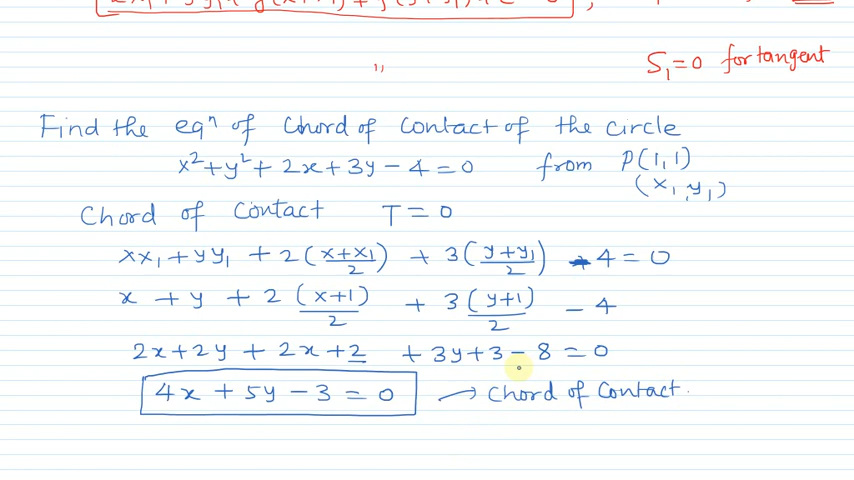 S₁=0 for tangent
Find the eqⁿ of Chord of Contact of the circle
x²+y²+2x+3y-4=0 from P(1,1)
(x₁,y₁)
Chord of Contact T=0
xx₁+yy₁+2(x+x₁)/2+3(y+y₁)/2-4=0
x+y+2(x+1)/2+3(y+1)/2-4
2x+2y+2x+2+3y+3-8=0
4x+5y-3=0 → Chord of Contact.